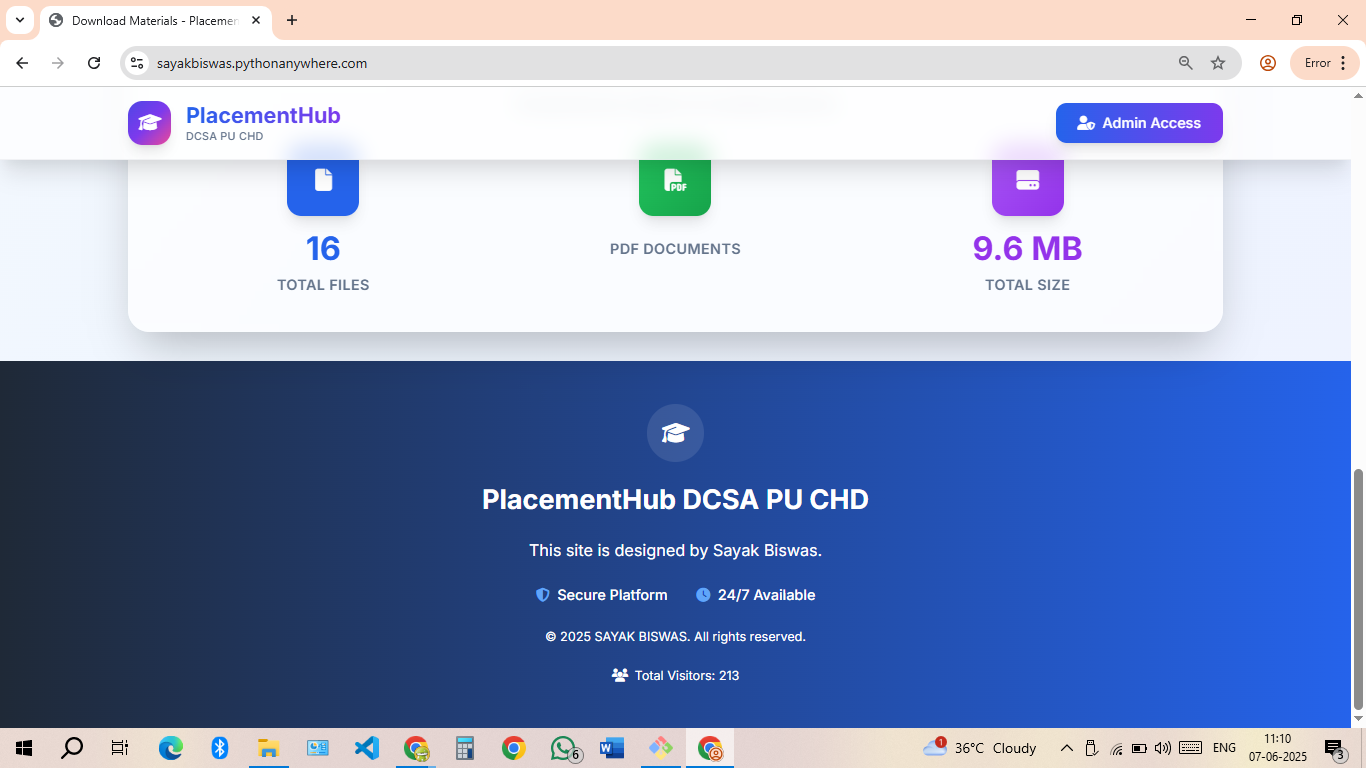 Download Materials - Placemen
sayakbiswas.pythonanywhere.com
Error
PlacementHub
DCSA PU CHD
Admin Access
PDF
16
TOTAL FILES
PDF DOCUMENTS
9.6 MB
TOTAL SIZE
PlacementHub DCSA PU CHD
This site is designed by Sayak Biswas.
Secure Platform
24/7 Available
© 2025 SAYAK BISWAS. All rights reserved.
Total Visitors: 213
6
1
36°C Cloudy
ENG
11:10
07-06-2025
3